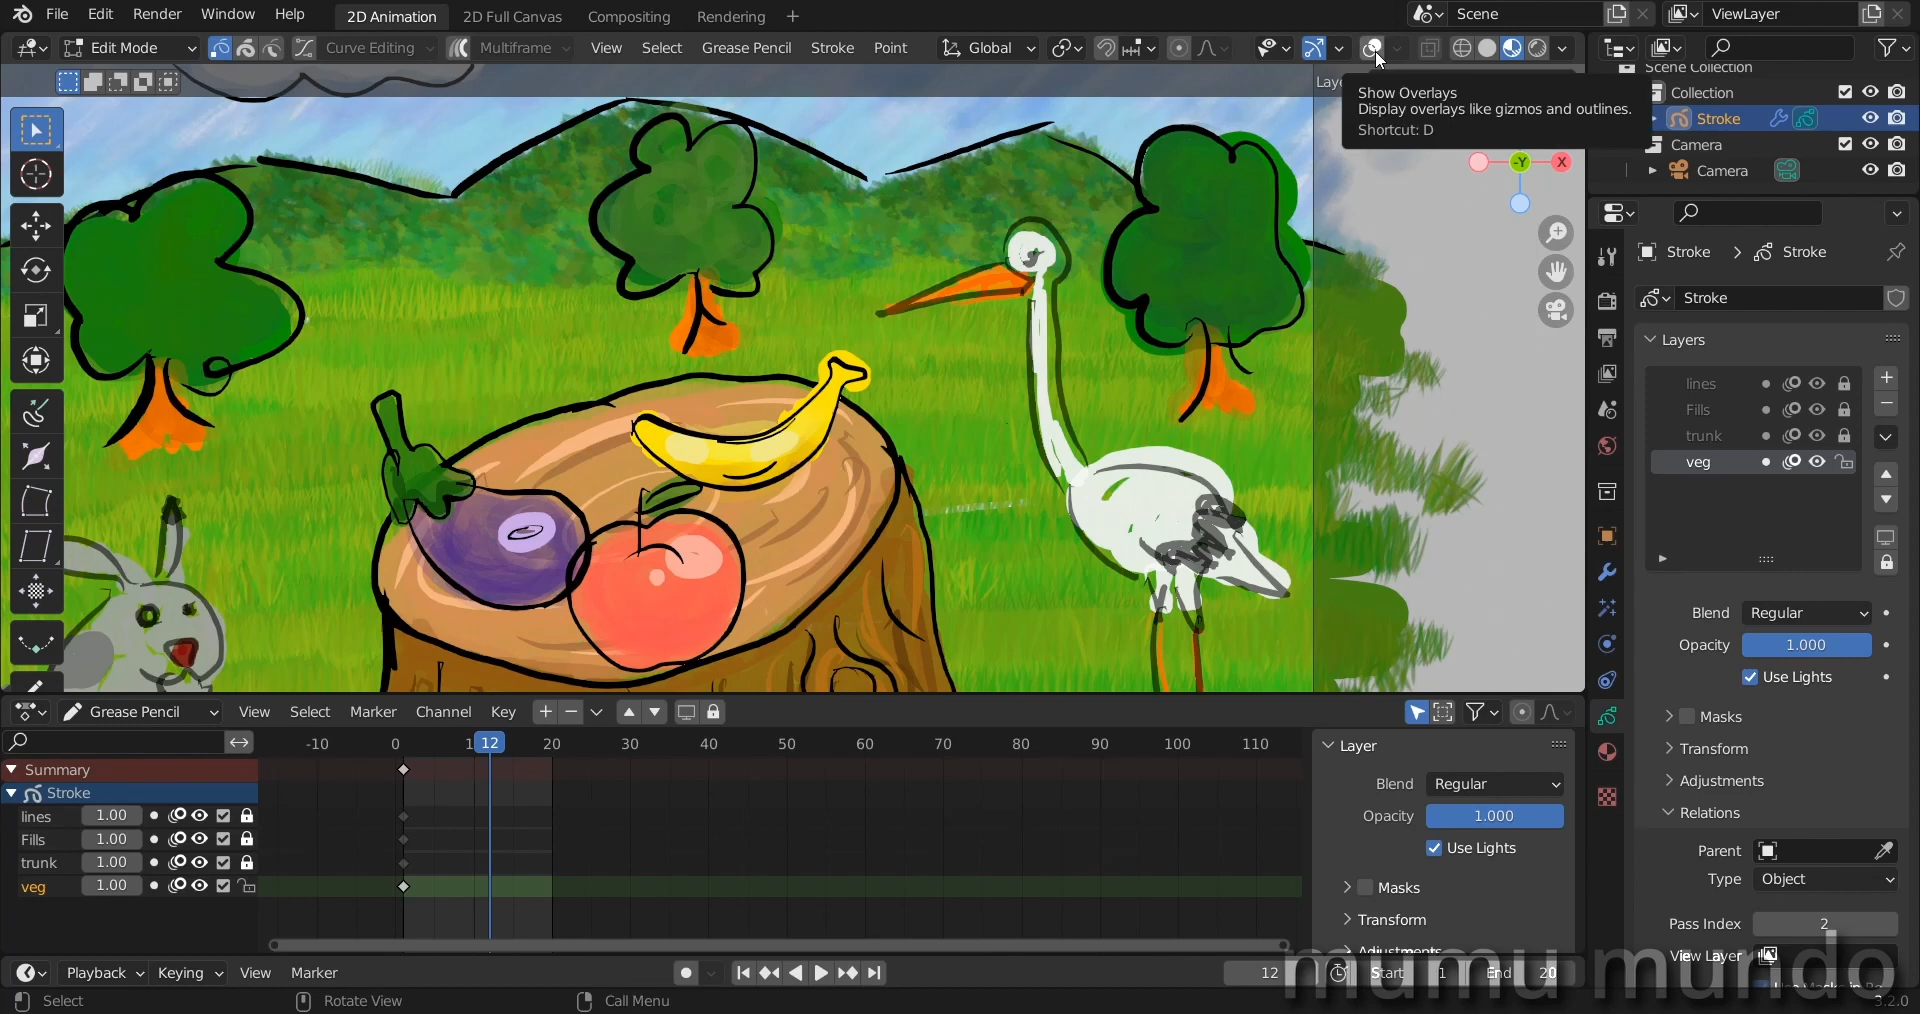 File Edit Render Window Help 2D Animation 2D Full Canvas Compositing Rendering + Scene ViewLayer
Edit Mode Curve Editing Multiframe View Select Grease Pencil Stroke Point Global
Laye
Show Overlays
Display overlays like gizmos and outlines.
Shortcut: D
-Y X
Scene Collection
Collection
Stroke
Camera
Camera
Stroke > Stroke
Stroke
Layers
lines
Fills
trunk
veg
Blend Regular
Opacity 1.000
Use Lights
Masks
Transform
Adjustments
Relations
Parent
Type Object
Pass Index 2
View Layer
Grease Pencil View Select Marker Channel Key
-10 0 1 12 20 30 40 50 60 70 80 90 100 110
Summary
Stroke
lines 1.00
Fills 1.00
trunk 1.00
veg 1.00
Layer
Blend Regular
Opacity 1.000
Use Lights
Masks
Transform
Adjustments
Playback Keying View Marker 12 Start 1 End 20
mumu mundo
Select Rotate View Call Menu 3.2.0